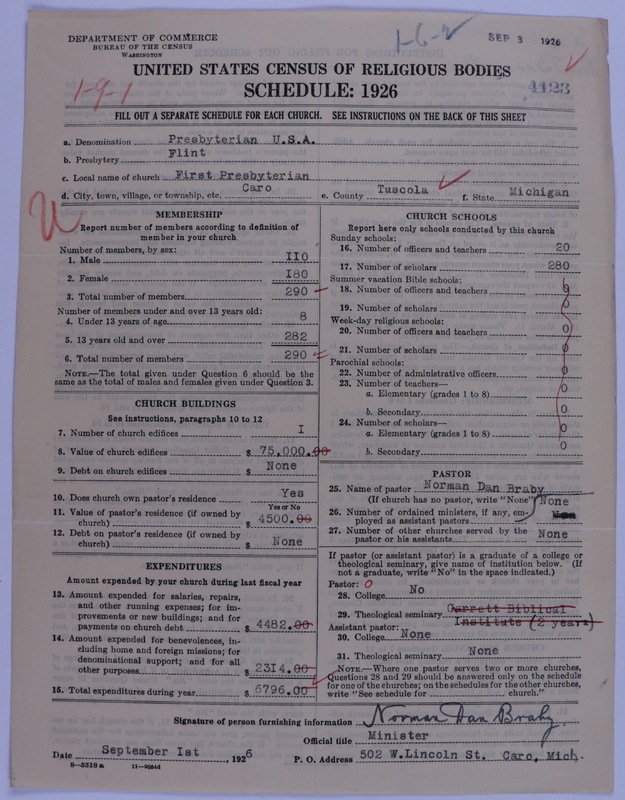 DEPARTMENT OF COMMERCE
BUREAU OF THE CENSUS
WASHINGTON
1-6-2
SEP 3 1926
UNITED STATES CENSUS OF RELIGIOUS BODIES
1-9-1
SCHEDULE: 1926
4123
FILL OUT A SEPARATE SCHEDULE FOR EACH CHURCH. SEE INSTRUCTIONS ON THE BACK OF THIS SHEET
a. Denomination Presbyterian U.S.A.
b. Presbytery Flint
c. Local name of church First Presbyterian
d. City, town, village, or township, etc. Caro e. County Tuscola f. State Michigan
MEMBERSHIP
Report number of members according to definition of
member in your church
Number of members, by sex:
1. Male 110
2. Female 180
3. Total number of members 290
Number of members under and over 13 years old:
4. Under 13 years of age 8
5. 13 years old and over 282
6. Total number of members 290
NOTE.—The total given under Question 6 should be the
same as the total of males and females given under Question 3.
CHURCH BUILDINGS
See instructions, paragraphs 10 to 12
7. Number of church edifices I
8. Value of church edifices $ 75,000.00
9. Debt on church edifices $ None
10. Does church own pastor's residence Yes
Yes or No
11. Value of pastor's residence (if owned by
church) $ 4500.00
12. Debt on pastor's residence (if owned by
church) $ None
EXPENDITURES
Amount expended by your church during last fiscal year
13. Amount expended for salaries, repairs,
and other running expenses; for im-
provements or new buildings; and for
payments on church debt $ 4482.00
14. Amount expended for benevolences, in-
cluding home and foreign missions; for
denominational support; and for all
other purposes $ 2314.00
15. Total expenditures during year $ 6796.00
CHURCH SCHOOLS
Report here only schools conducted by this church
Sunday schools:
16. Number of officers and teachers 20
17. Number of scholars 280
Summer vacation Bible schools:
18. Number of officers and teachers 0
19. Number of scholars 0
Week-day religious schools:
20. Number of officers and teachers 0
21. Number of scholars 0
Parochial schools:
22. Number of administrative officers 0
23. Number of teachers—
a. Elementary (grades 1 to 8) 0
b. Secondary 0
24. Number of scholars—
a. Elementary (grades 1 to 8) 0
b. Secondary 0
PASTOR
25. Name of pastor Norman Dan Braby
(If church has no pastor, write "None") None
26. Number of ordained ministers, if any, em-
ployed as assistant pastors
27. Number of other churches served by the
pastor or his assistants None
If pastor (or assistant pastor) is a graduate of a college or
theological seminary, give name of institution below. (If
not a graduate, write "No" in the space indicated.)
Pastor: 0
28. College No
29. Theological seminary Garrett Biblical
Institute (2 years)
Assistant pastor:
30. College None
31. Theological seminary None
NOTE.—Where one pastor serves two or more churches,
Questions 28 and 29 should be answered only on the schedule
for one of the churches; on the schedules for the other churches,
write "See schedule for church."
Signature of person furnishing information Norman Dan Braby
Official title Minister
Date September 1st, 1926 P. O. Address 502 W.Lincoln St. Caro, Mich.
8—5518 a 11—9684d